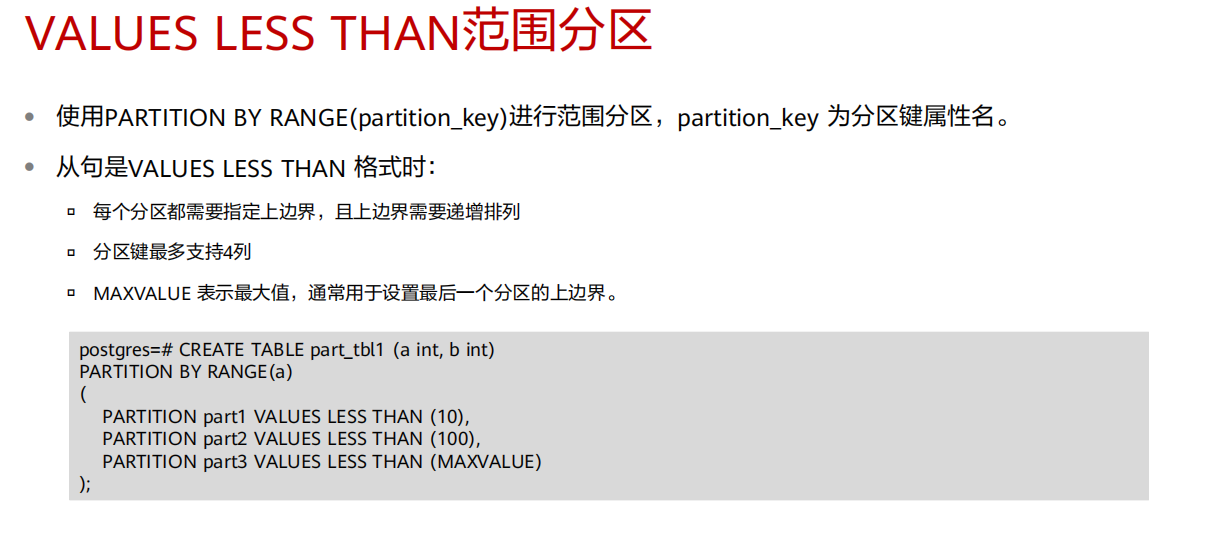 VALUES LESS THAN范围分区
使用PARTITION BY RANGE(partition_key)进行范围分区，partition_key 为分区键属性名。
从句是VALUES LESS THAN 格式时：
每个分区都需要指定上边界，且上边界需要递增排列
分区键最多支持4列
MAXVALUE 表示最大值，通常用于设置最后一个分区的上边界。
postgres=# CREATE TABLE part_tbl1 (a int, b int)
PARTITION BY RANGE(a)
(
PARTITION part1 VALUES LESS THAN (10),
PARTITION part2 VALUES LESS THAN (100),
PARTITION part3 VALUES LESS THAN (MAXVALUE)
);